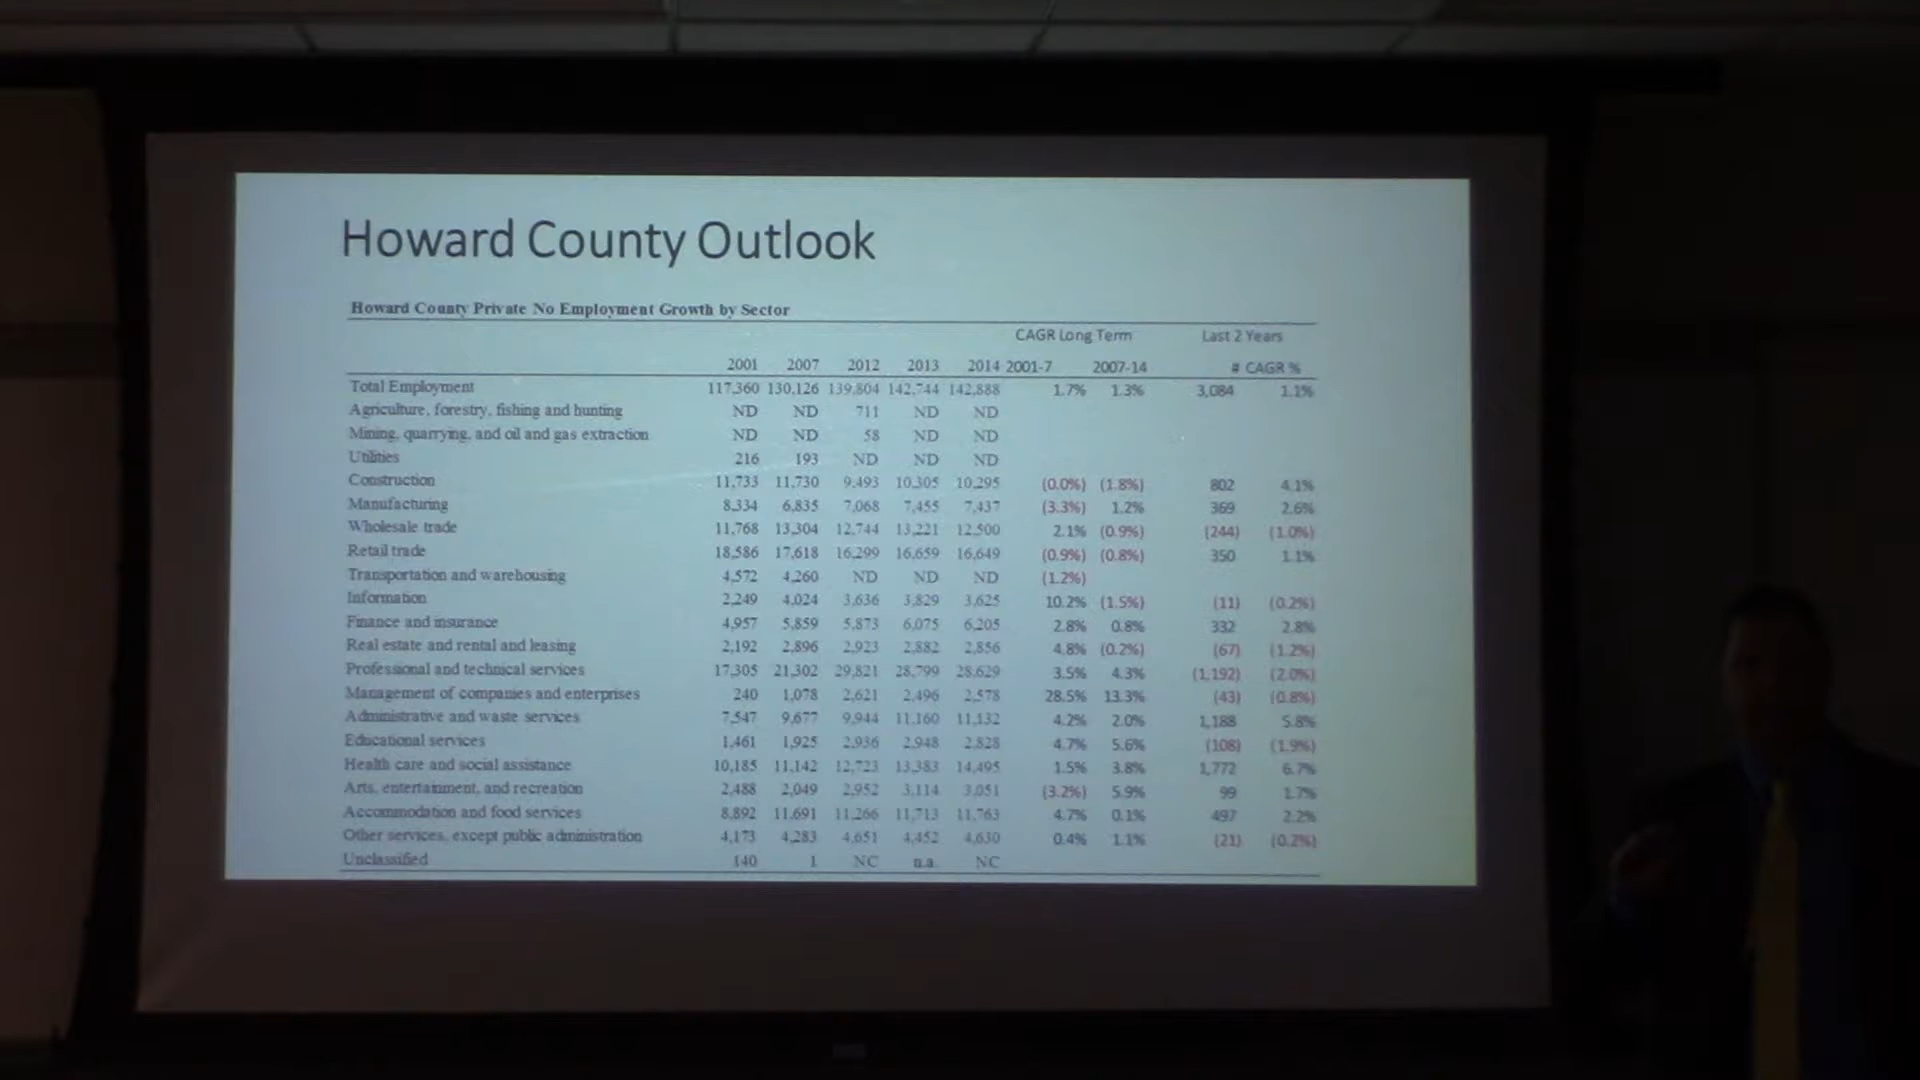 Howard County Outlook
Howard County Private No Employment Growth by Sector
CAGR Long Term Last 2 Years
2001 2007 2012 2013 2014 2001-7 2007-14 # CAGR %
Total Employment 117,360 130,126 139,804 142,744 142,888 1.7% 1.3% 3,084 1.1%
Agriculture, forestry, fishing and hunting ND ND 711 ND ND
Mining, quarrying, and oil and gas extraction ND ND 58 ND ND
Utilities 216 193 ND ND ND
Construction 11,733 11,730 9,493 10,305 10,295 (0.0%) (1.8%) 802 4.1%
Manufacturing 8,334 6,835 7,068 7,455 7,437 (3.3%) 1.2% 369 2.6%
Wholesale trade 11,768 13,304 12,744 13,221 12,500 2.1% (0.9%) (244) (1.0%)
Retail trade 18,586 17,618 16,299 16,659 16,649 (0.9%) (0.8%) 350 1.1%
Transportation and warehousing 4,572 4,260 ND ND ND (1.2%)
Information 2,249 4,024 3,636 3,829 3,625 10.2% (1.5%) (11) (0.2%)
Finance and insurance 4,957 5,859 5,873 6,075 6,205 2.8% 0.8% 332 2.8%
Real estate and rental and leasing 2,192 2,896 2,923 2,882 2,856 4.8% (0.2%) (67) (1.2%)
Professional and technical services 17,305 21,302 29,821 28,799 28,629 3.5% 4.3% (1,192) (2.0%)
Management of companies and enterprises 240 1,078 2,621 2,496 2,578 28.5% 13.3% (43) (0.8%)
Administrative and waste services 7,547 9,677 9,944 11,160 11,132 4.2% 2.0% 1,188 5.8%
Educational services 1,461 1,925 2,936 2,948 2,828 4.7% 5.6% (108) (1.9%)
Health care and social assistance 10,185 11,142 12,723 13,383 14,495 1.5% 3.8% 1,772 6.7%
Arts, entertainment, and recreation 2,488 2,049 2,952 3,114 3,051 (3.2%) 5.9% 99 1.7%
Accommodation and food services 8,892 11,691 11,266 11,713 11,763 4.7% 0.1% 497 2.2%
Other services, except public administration 4,173 4,283 4,651 4,452 4,630 0.4% 1.1% (21) (0.2%)
Unclassified 140 1 NC n.a. NC